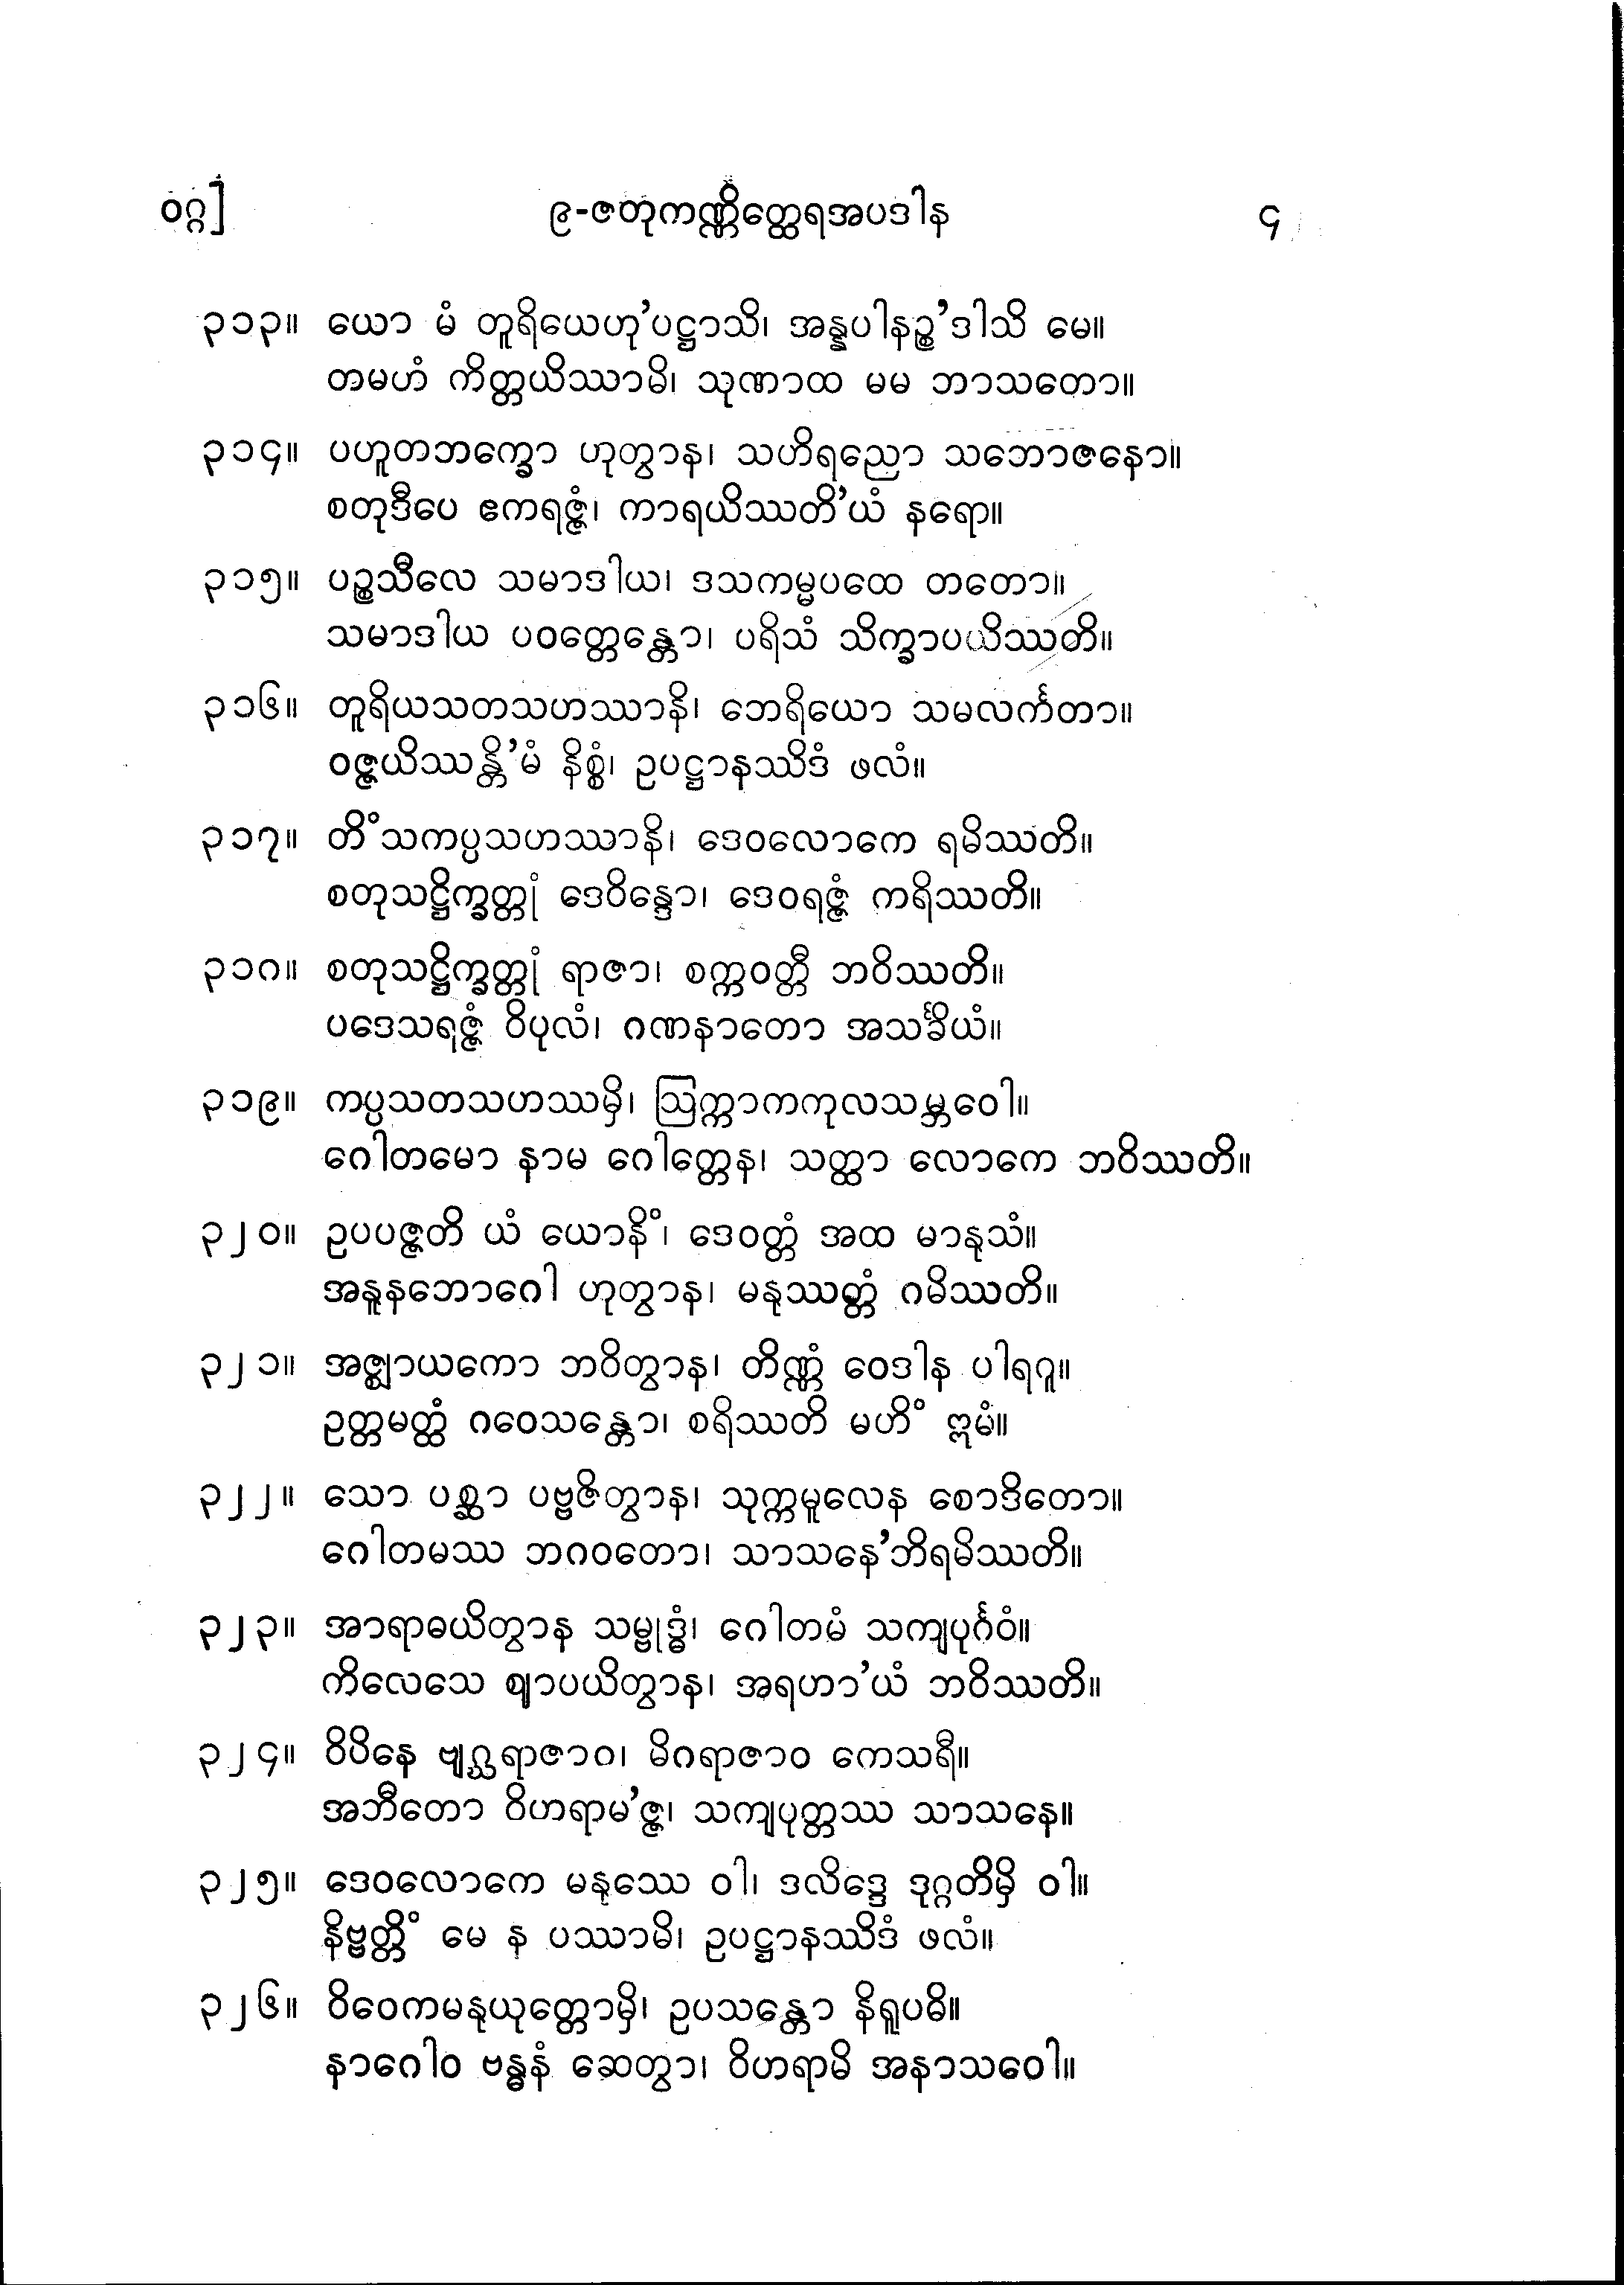 ဝဂ္ဂ] ၉-ဇတုကဏ္ဏိတ္ထေရအပဒါန ၄
၃၁၃။ ယော မံ တူရိယေဟု’ပဋ္ဌာသိ၊ အန္နပါနဉ္စ’ဒါသိ မေ။
တမဟံ ကိတ္တယိဿာမိ၊ သုဏာထ မမ ဘာသတော။
၃၁၄။ ပဟူတဘက္ခော ဟုတွာန၊ သဟိရညော သဘောဇနော။
စတုဒီပေ ဧကရဇ္ဇံ၊ ကာရယိဿတိ’ယံ နရော။
၃၁၅။ ပဉ္စသီလေ သမာဒါယ၊ ဒသကမ္မပထေ တတော။
သမာဒါယ ပဝတ္တေန္တော၊ ပရိသံ သိက္ခာပယိဿတိ။
၃၁၆။ တူရိယသတသဟဿာနိ၊ ဘေရိယော သမလင်္ကတာ။
ဝဇ္ဇယိဿန္တိ’မံ နိစ္စံ၊ ဥပဋ္ဌာနဿိဒံ ဖလံ။
၃၁၇။ တိံသကပ္ပသဟဿာနိ၊ ဒေဝလောကေ ရမိဿတိ။
စတုသဋ္ဌိက္ခတ္တုံ ဒေဝိန္ဒော၊ ဒေဝရဇ္ဇံ ကရိဿတိ။
၃၁၈။ စတုသဋ္ဌိက္ခတ္တုံ ရာဇာ၊ စက္ကဝတ္တီ ဘဝိဿတိ။
ပဒေသရဇ္ဇံ ဝိပုလံ၊ ဂဏနာတော အသင်္ခိယံ။
၃၁၉။ ကပ္ပသတသဟဿမှိ၊ ဩက္ကာကကုလသမ္ဘဝေါ။
ဂေါတမော နာမ ဂေါတ္တေန၊ သတ္ထာ လောကေ ဘဝိဿတိ။
၃၂၀။ ဥပပဇ္ဇတိ ယံ ယောနိံ၊ ဒေဝတ္တံ အထ မာနုသံ။
အနူနဘောဂေါ ဟုတွာန၊ မနုဿတ္တံ ဂမိဿတိ။
၃၂၁။ အဇ္ဈာယကော ဘဝိတွာန၊ တိဏ္ဏံ ဝေဒါန ပါရဂူ။
ဥတ္တမတ္ထံ ဂဝေသန္တော၊ စရိဿတိ မဟိံ ဣမံ။
၃၂၂။ သော ပစ္ဆာ ပဗ္ဗဇိတွာန၊ သုက္ကမူလေန စောဒိတော။
ဂေါတမဿ ဘဂဝတော၊ သာသနေ’ဘိရမိဿတိ။
၃၂၃။ အာရာဓယိတွာန သမ္ဗုဒ္ဓံ၊ ဂေါတမံ သကျပုင်္ဂဝံ။
ကိလေသေ ဈာပယိတွာန၊ အရဟာ’ယံ ဘဝိဿတိ။
၃၂၄။ ဝိပိနေ ဗျဂ္ဃရာဇာဝ၊ မိဂရာဇာဝ ကေသရီ။
အဘီတော ဝိဟရာမ’ဇ္ဇ၊ သကျပုတ္တဿ သာသနေ။
၃၂၅။ ဒေဝလောကေ မနုဿေ ဝါ၊ ဒလိဒ္ဒေ ဒုဂ္ဂတိမှိ ဝါ။
နိဗ္ဗတ္တိံ မေ န ပဿာမိ၊ ဥပဋ္ဌာနဿိဒံ ဖလံ။
၃၂၆။ ဝိဝေကမနုယုတ္တောမှိ၊ ဥပသန္တော နိရူပဓိ။
နာဂေါဝ ဗန္ဓနံ ဆေတွာ၊ ဝိဟရာမိ အနာသဝေါ။